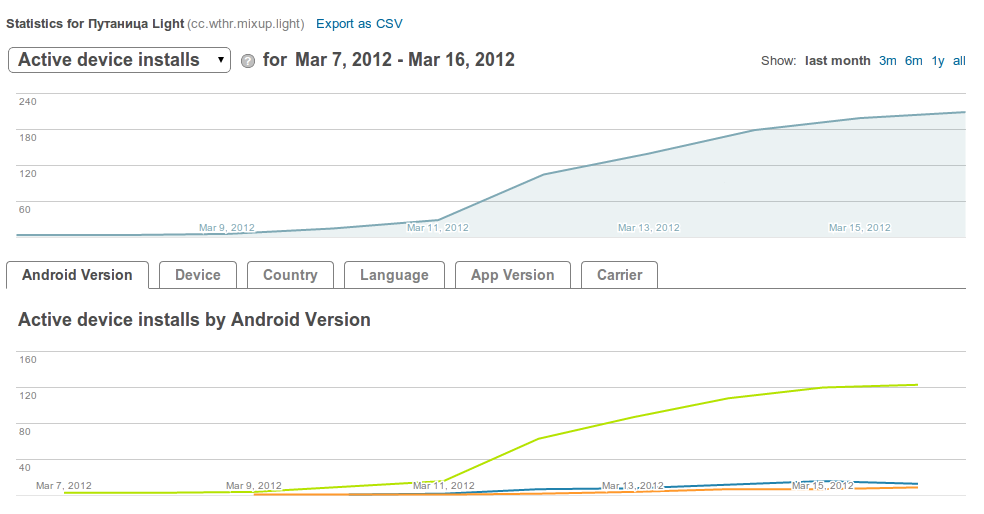 Statistics for Путаница Light (cc.wthr.mixup.light) Export as CSV
Active device installs ? for Mar 7, 2012 - Mar 16, 2012 Show: last month 3m 6m 1y all
240
180
120
60
Mar 9, 2012 Mar 11, 2012 Mar 13, 2012 Mar 15, 2012
Android Version Device Country Language App Version Carrier
Active device installs by Android Version
160
120
80
40
Mar 7, 2012 Mar 9, 2012 Mar 11, 2012 Mar 13, 2012 Mar 15, 2012